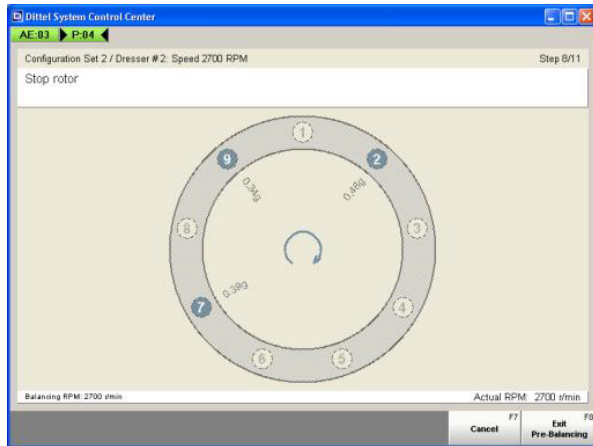 Dittel System Control Center
AE:03 P:04
Configuration Set 2 / Dresser # 2: Speed 2700 RPM Step 8/11
Stop rotor
1
9 2
0,34g 0,48g
8 3
0,39g
7 4
6 5
Balancing RPM: 2700 r/min Actual RPM: 2700 r/min
F7 F8
Cancel Exit
Pre-Balancing